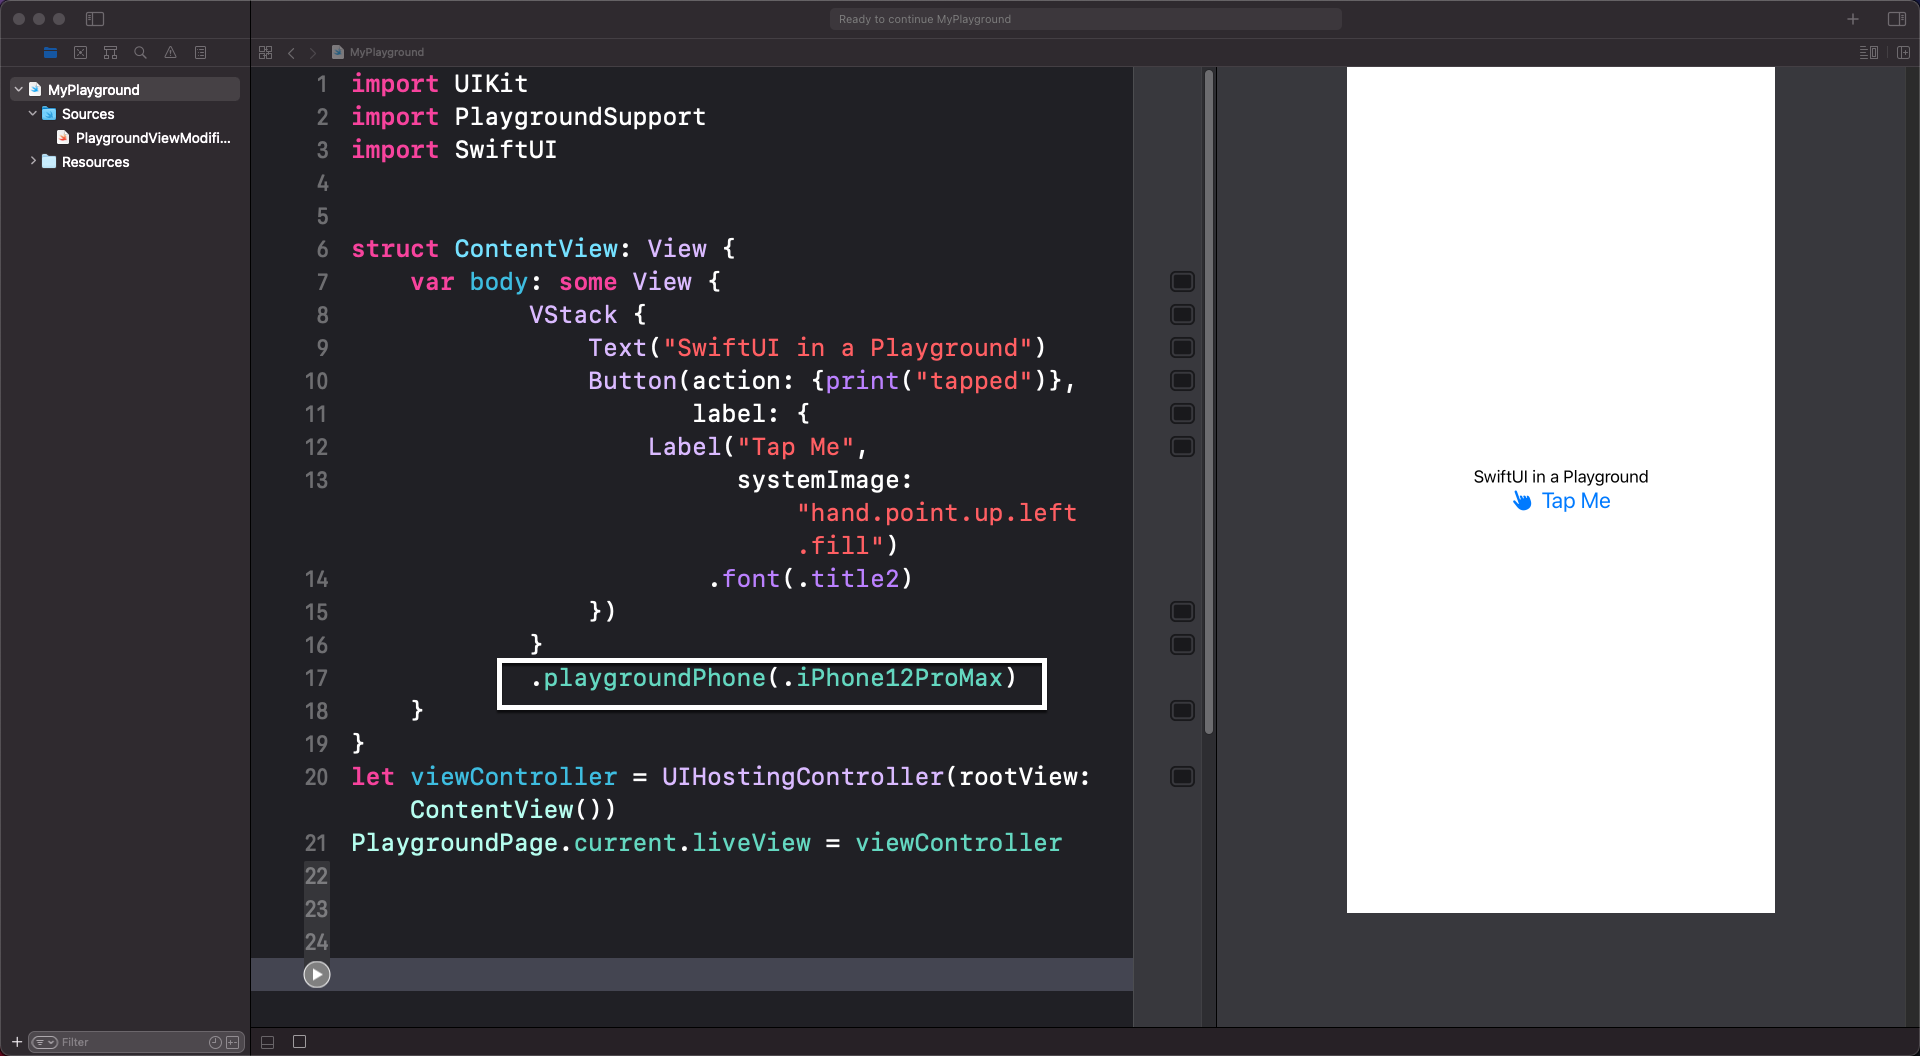 Ready to continue MyPlayground
MyPlayground
MyPlayground
Sources
PlaygroundViewModifi...
Resources
1 import UIKit
2 import PlaygroundSupport
3 import SwiftUI
4
5
6 struct ContentView: View {
7 var body: some View {
8 VStack {
9 Text("SwiftUI in a Playground")
10 Button(action: {print("tapped")},
11 label: {
12 Label("Tap Me",
13 systemImage:
"hand.point.up.left
.fill")
14 .font(.title2)
15 })
16 }
17 .playgroundPhone(.iPhone12ProMax)
18 }
19 }
20 let viewController = UIHostingController(rootView:
ContentView())
21 PlaygroundPage.current.liveView = viewController
22
23
24
SwiftUI in a Playground
Tap Me
Filter